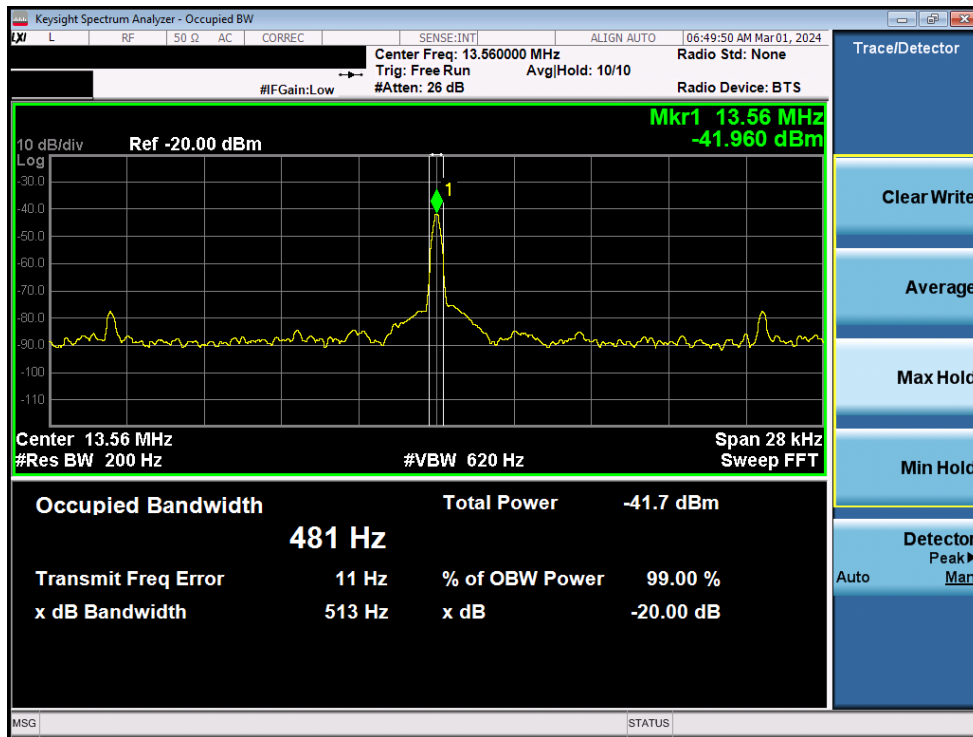 Keysight Spectrum Analyzer - Occupied BW
LXI L RF 50 Ω AC CORREC SENSE:INT ALIGN AUTO 06:49:50 AM Mar 01, 2024
Center Freq: 13.560000 MHz Radio Std: None
Trig: Free Run Avg|Hold: 10/10
#IFGain:Low #Atten: 26 dB Radio Device: BTS
Mkr1 13.56 MHz
10 dB/div Ref -20.00 dBm -41.960 dBm
Log
-30.0
1
-40.0
-50.0
-60.0
-70.0
-80.0
-90.0
-100
-110
Center 13.56 MHz Span 28 kHz
#Res BW 200 Hz #VBW 620 Hz Sweep FFT
Occupied Bandwidth Total Power -41.7 dBm
481 Hz
Transmit Freq Error 11 Hz % of OBW Power 99.00 %
x dB Bandwidth 513 Hz x dB -20.00 dB
MSG STATUS
Trace/Detector
Clear Write
Average
Max Hold
Min Hold
Detector
Peak
Auto Man